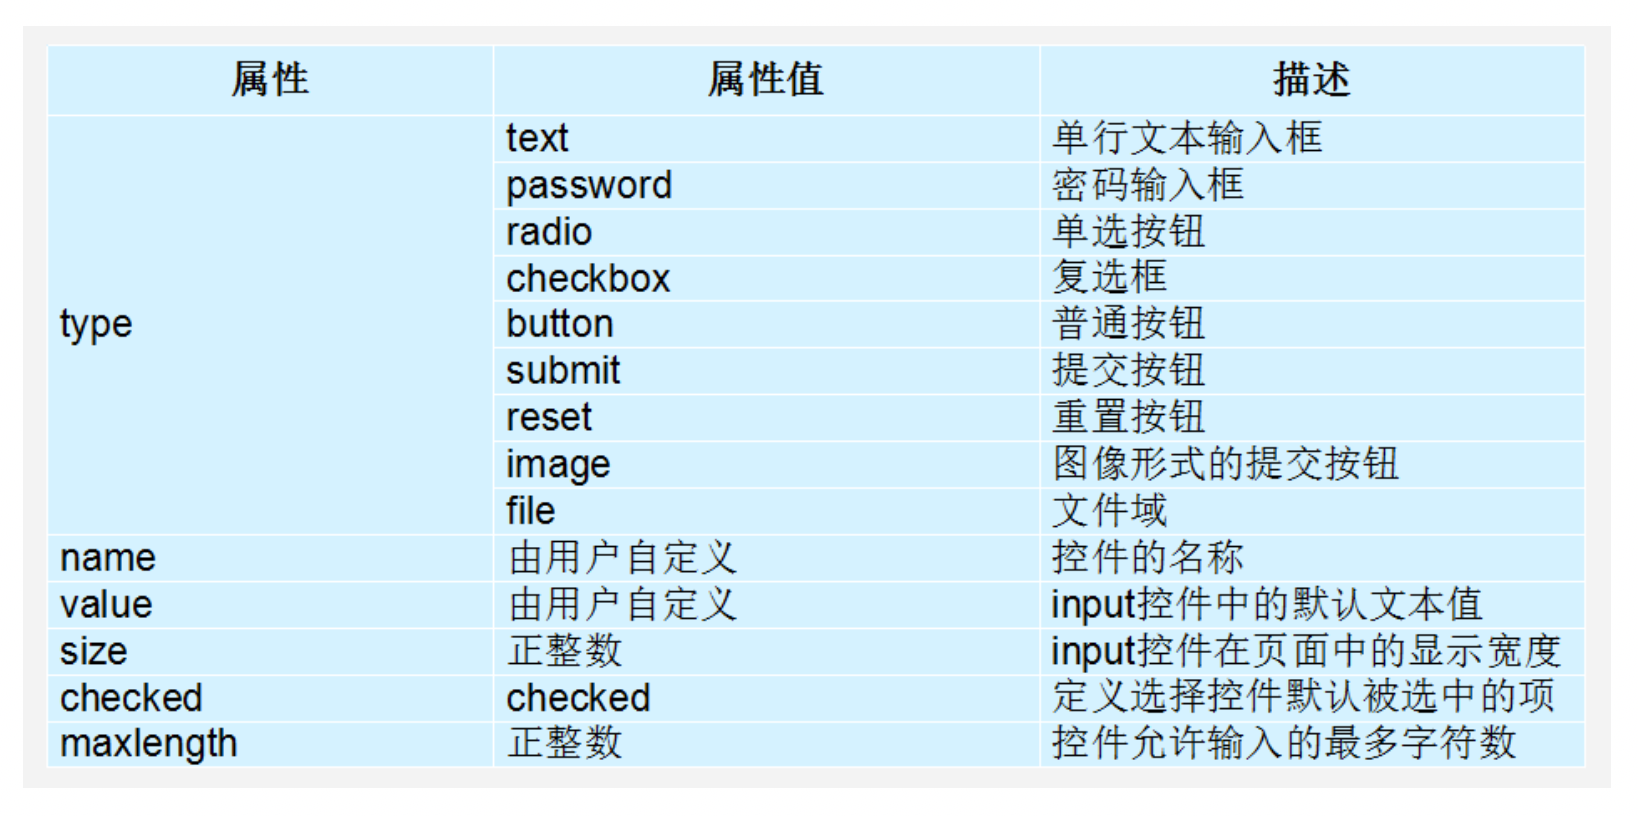 属性 属性值 描述
text 单行文本输入框
password 密码输入框
radio 单选按钮
checkbox 复选框
type button 普通按钮
submit 提交按钮
reset 重置按钮
image 图像形式的提交按钮
file 文件域
name 由用户自定义 控件的名称
value 由用户自定义 input控件中的默认文本值
size 正整数 input控件在页面中的显示宽度
checked checked 定义选择控件默认被选中的项
maxlength 正整数 控件允许输入的最多字符数